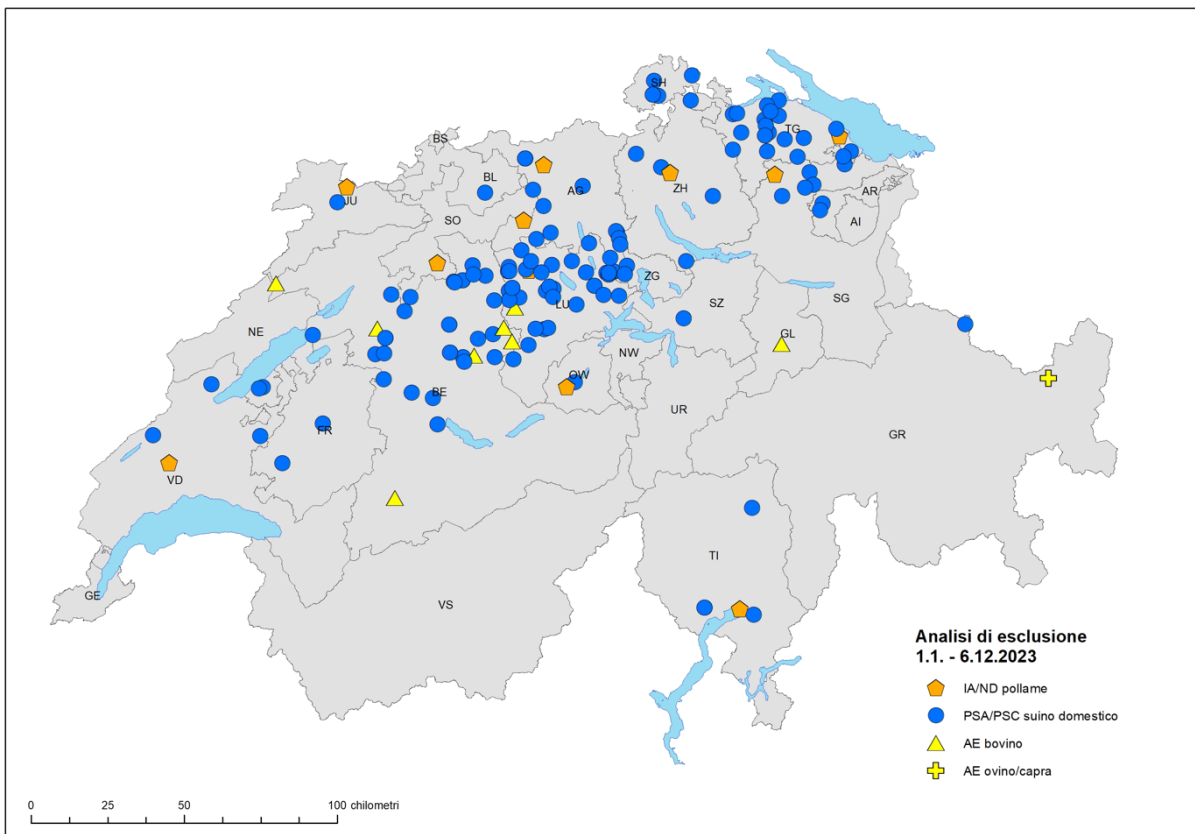 SH
BS
TG
BL
AG
ZH
JU
AR
SO
AI
ZG
LU
SZ
SG
NE
GL
NW
OW
BE
UR
FR
GR
VD
TI
GE
VS
Analisi di esclusione
1.1. - 6.12.2023
IA/ND pollame
PSA/PSC suino domestico
AE bovino
AE ovino/capra
0 25 50 100 chilometri